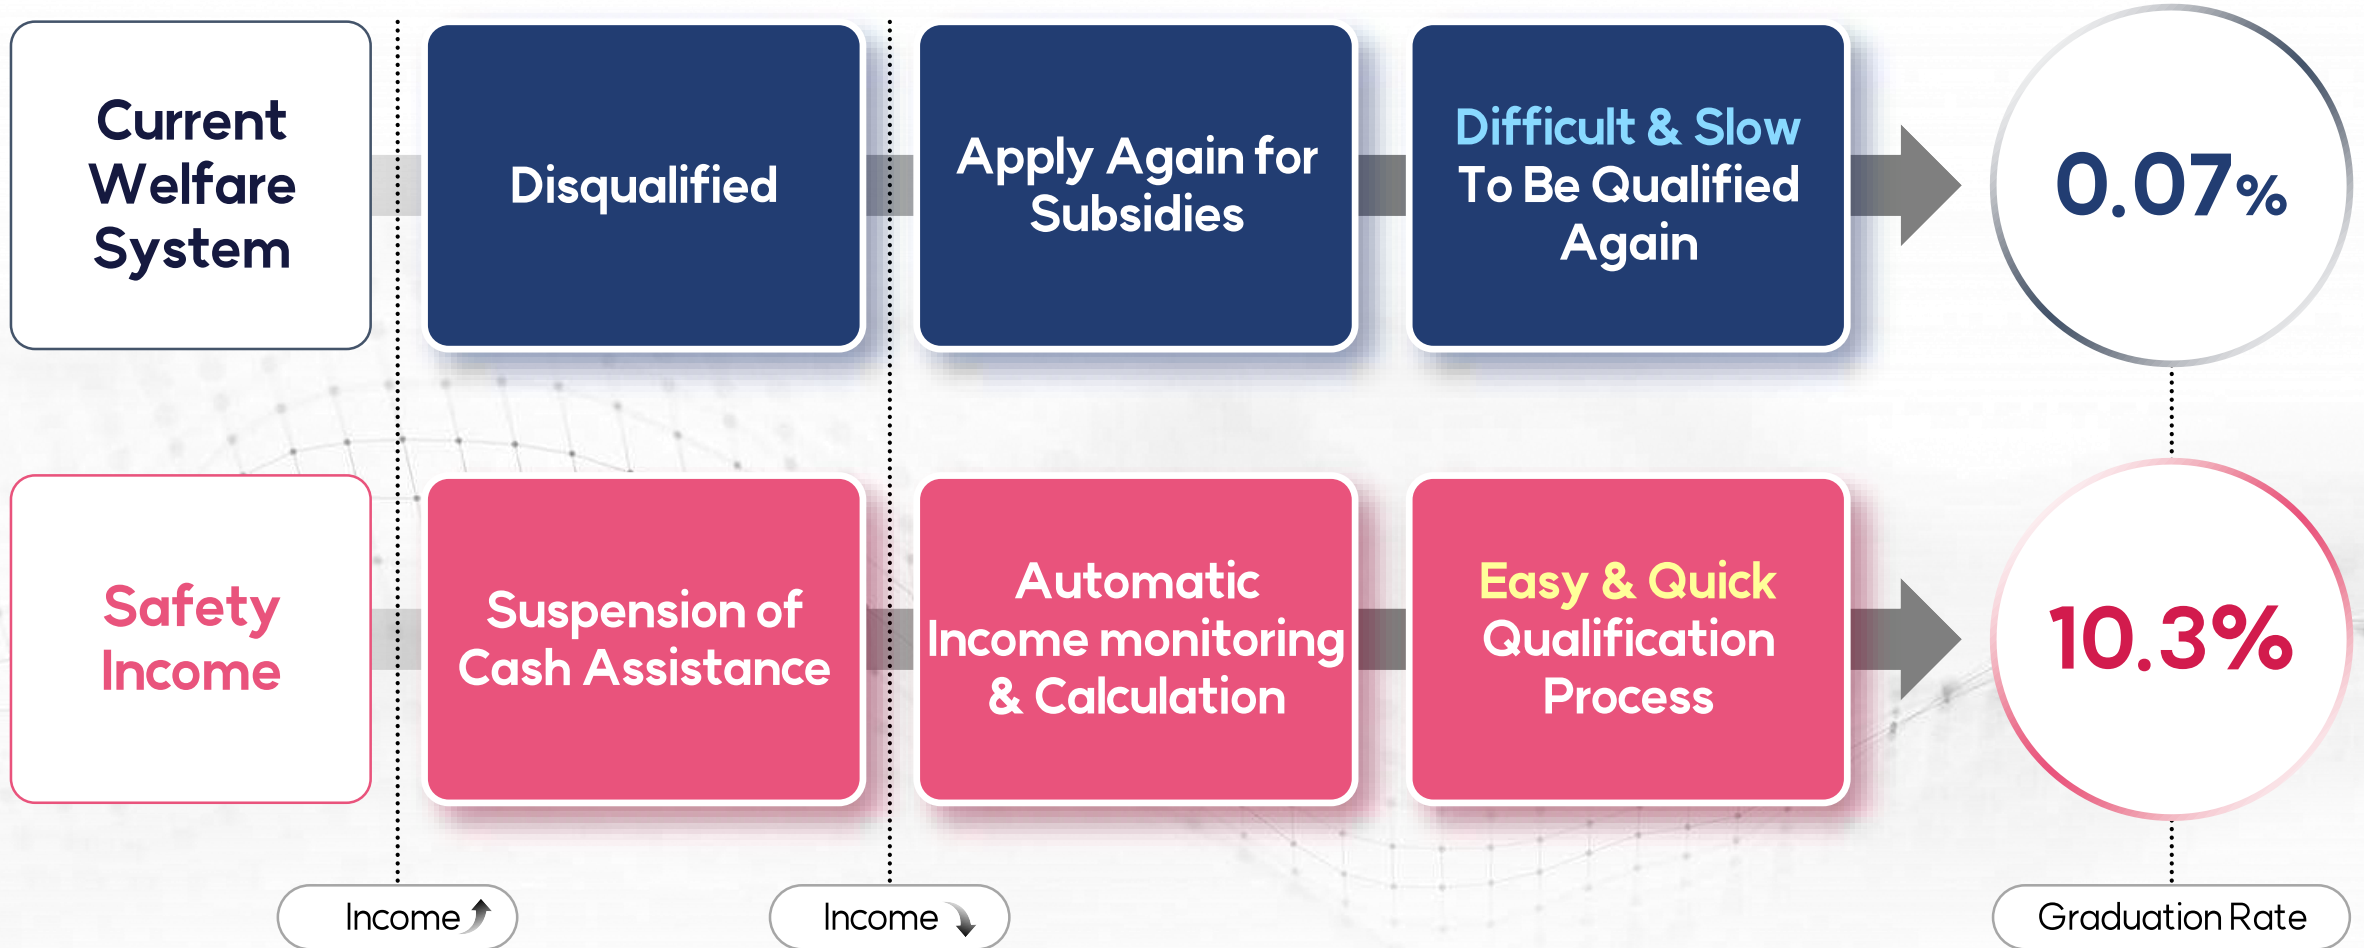 Current
Welfare
System
Disqualified
Apply Again for
Subsidies
Difficult & Slow
To Be Qualified
Again
0.07%
Safety
Income
Suspension of
Cash Assistance
Automatic
Income monitoring
& Calculation
Easy & Quick
Qualification
Process
10.3%
Income
Income
Graduation Rate